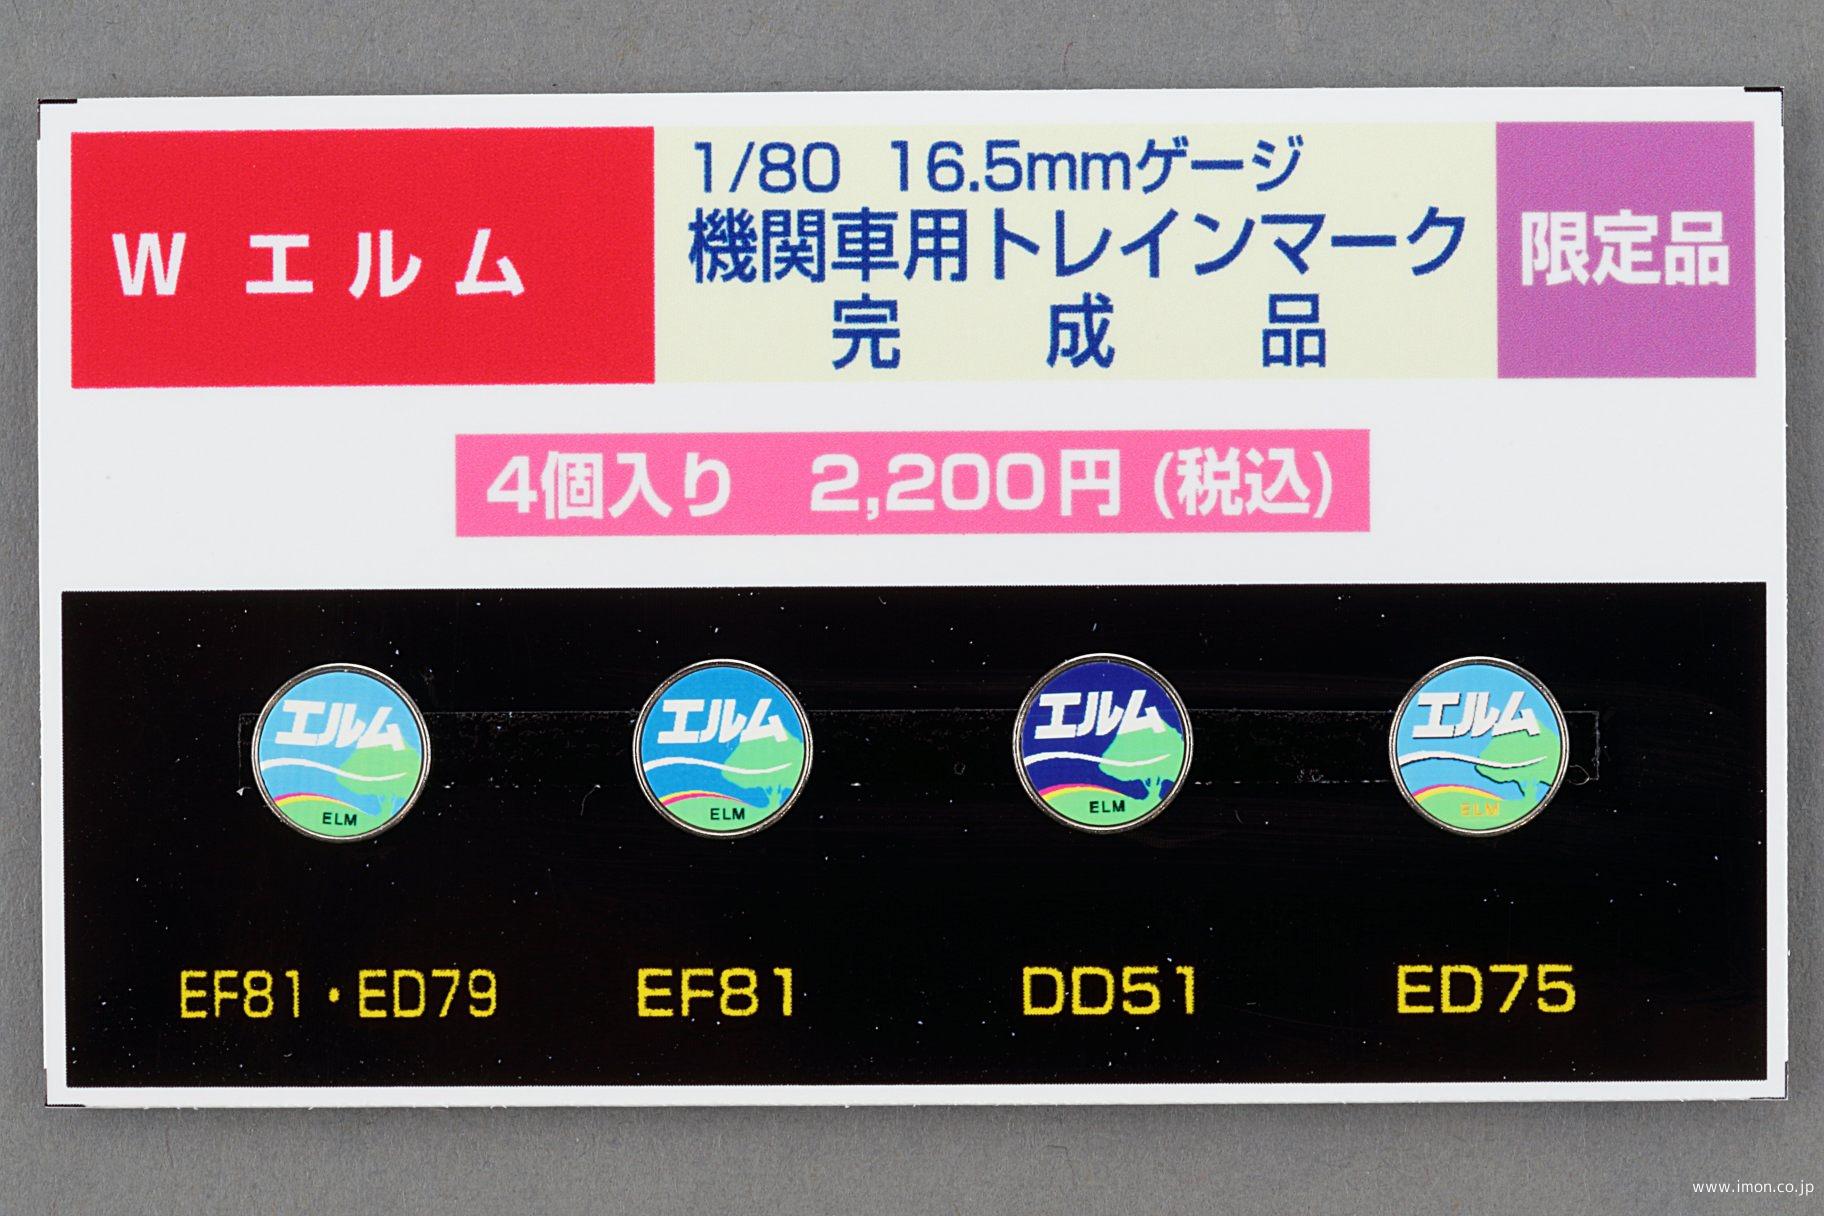 W エルム
1/80 16.5mmゲージ
機関車用トレインマーク
完成品
限定品
4個入り 2,200円 (税込)
エルム
ELM
エルム
ELM
エルム
ELM
エルム
ELM
EF81・ED79
EF81
DD51
ED75
www.imon.co.jp